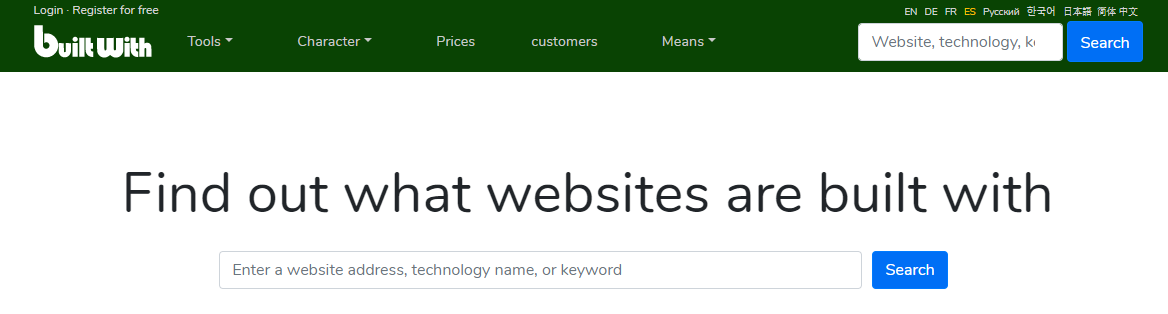 Login · Register for free
EN DE FR ES Русский 한국어 日本語 简体中文
built with Tools Character Prices customers Means Website, technology, k Search
Find out what websites are built with
Enter a website address, technology name, or keyword Search